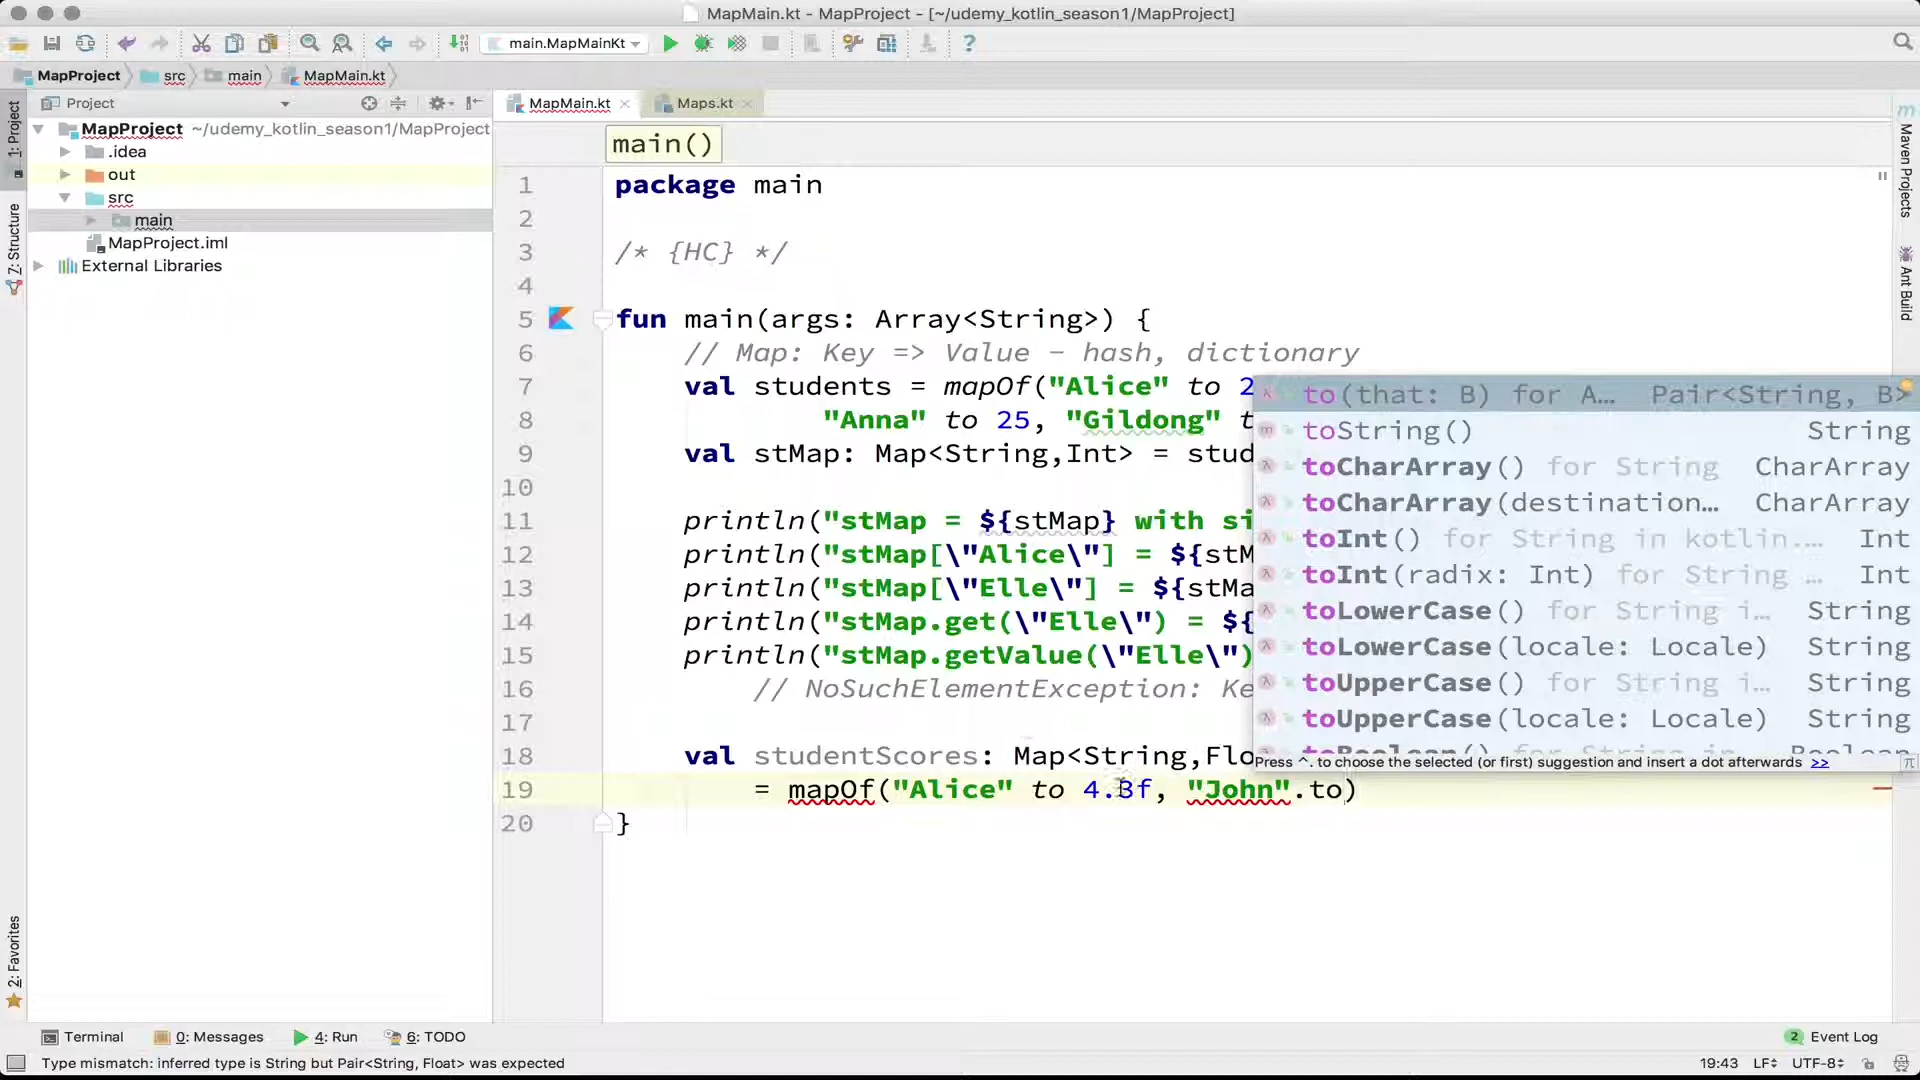 MapMain.kt - MapProject - [~/udemy_kotlin_season1/MapProject]
main.MapMainKt
MapProject src main MapMain.kt
Project
MapMain.kt Maps.kt
1: Project
Z: Structure
2: Favorites
Maven Projects
Ant Build
MapProject ~/udemy_kotlin_season1/MapProject
.idea
out
src
main
MapProject.iml
External Libraries
main()
1 package main
2
3 /* {HC} */
4
5 fun main(args: Array<String>) {
6 // Map: Key => Value - hash, dictionary
7 val students = mapOf("Alice" to 2
8 "Anna" to 25, "Gildong" t
9 val stMap: Map<String,Int> = stud
10
11 println("stMap = ${stMap} with si
12 println("stMap[\"Alice\"] = ${stM
13 println("stMap[\"Elle\"] = ${stMa
14 println("stMap.get(\"Elle\") = ${
15 println("stMap.getValue(\"Elle\")
16 // NoSuchElementException: Ke
17
18 val studentScores: Map<String,Flo
19 = mapOf("Alice" to 4.3f, "John".to)
20 }
to(that: B) for A… Pair<String, B>
toString() String
toCharArray() for String CharArray
toCharArray(destination… CharArray
toInt() for String in kotlin.… Int
toInt(radix: Int) for String … Int
toLowerCase() for String i… String
toLowerCase(locale: Locale) String
toUpperCase() for String i… String
toUpperCase(locale: Locale) String
toBoolean() for String in Boolean
Press ^. to choose the selected (or first) suggestion and insert a dot afterwards >> π
Terminal 0: Messages 4: Run 6: TODO 2 Event Log
Type mismatch: inferred type is String but Pair<String, Float> was expected 19:43 LF UTF-8